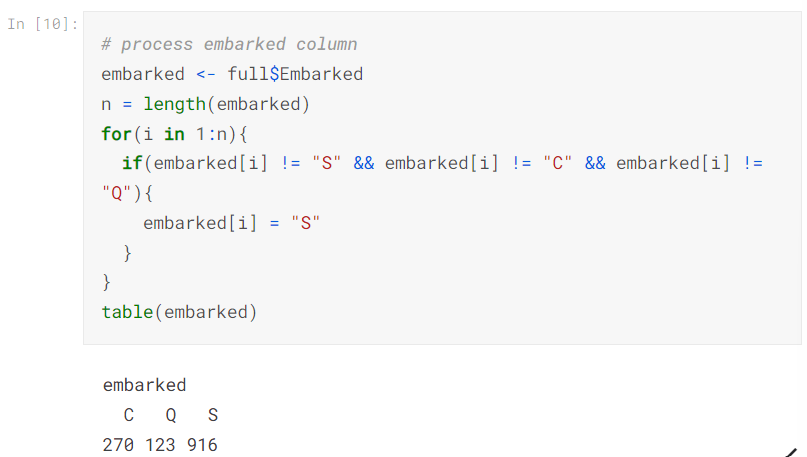 In [10]:
# process embarked column
embarked <- full$Embarked
n = length(embarked)
for(i in 1:n){
  if(embarked[i] != "S" && embarked[i] != "C" && embarked[i] !=
"Q"){
    embarked[i] = "S"
  }
}
table(embarked)
embarked
  C   Q   S
270 123 916